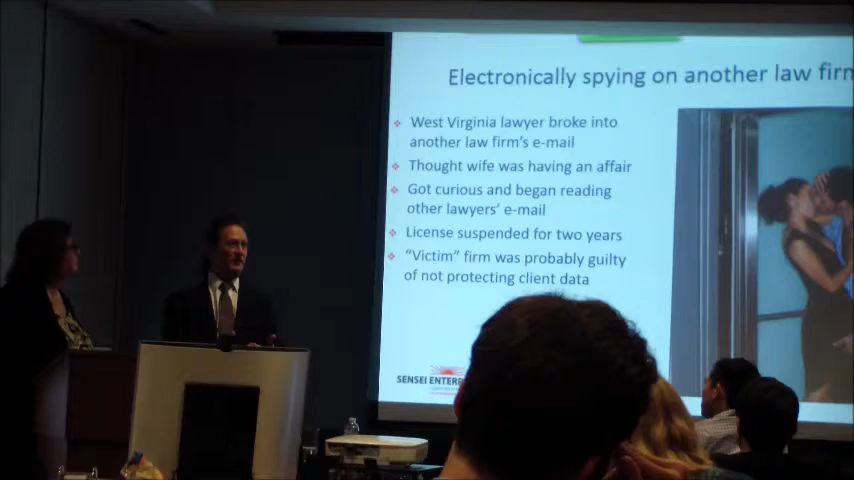 Electronically spying on another law firm
West Virginia lawyer broke into
another law firm's e-mail
Thought wife was having an affair
Got curious and began reading
other lawyers' e-mail
License suspended for two years
"Victim" firm was probably guilty
of not protecting client data
SENSEI